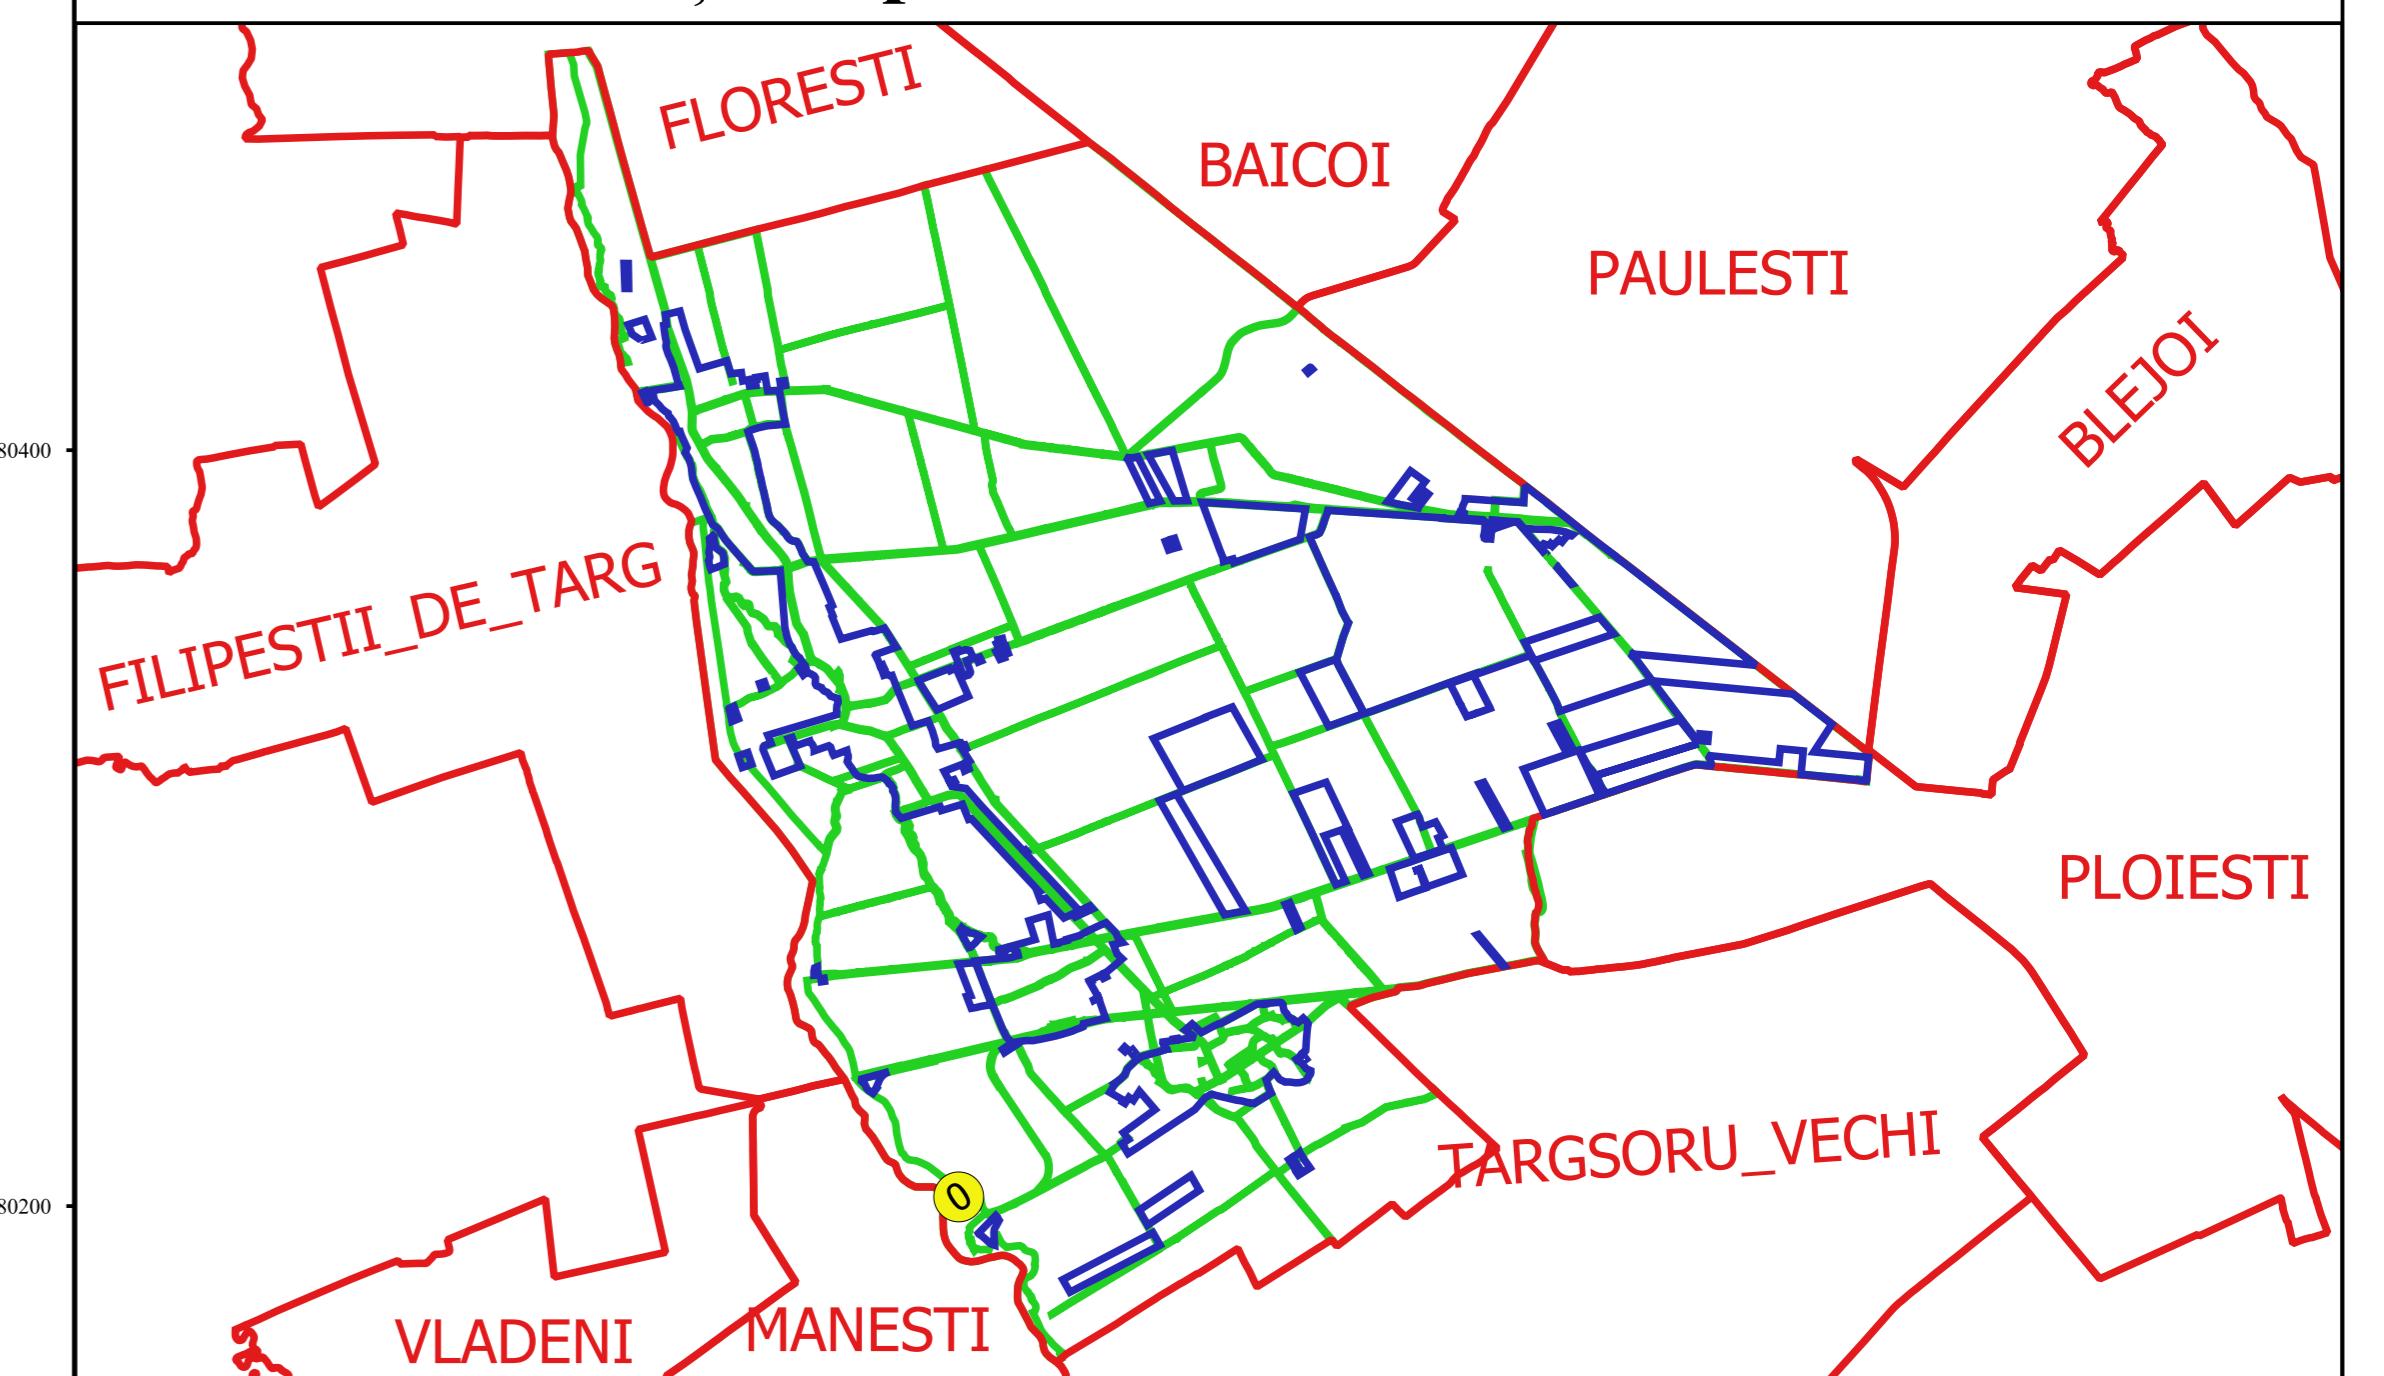 FLORESTI
BAICOI
PAULESTI
BLEJOI
80400
FILIPESTII_DE_TARG
PLOIESTI
TARGSORU_VECHI
0
80200
VLADENI
MANESTI